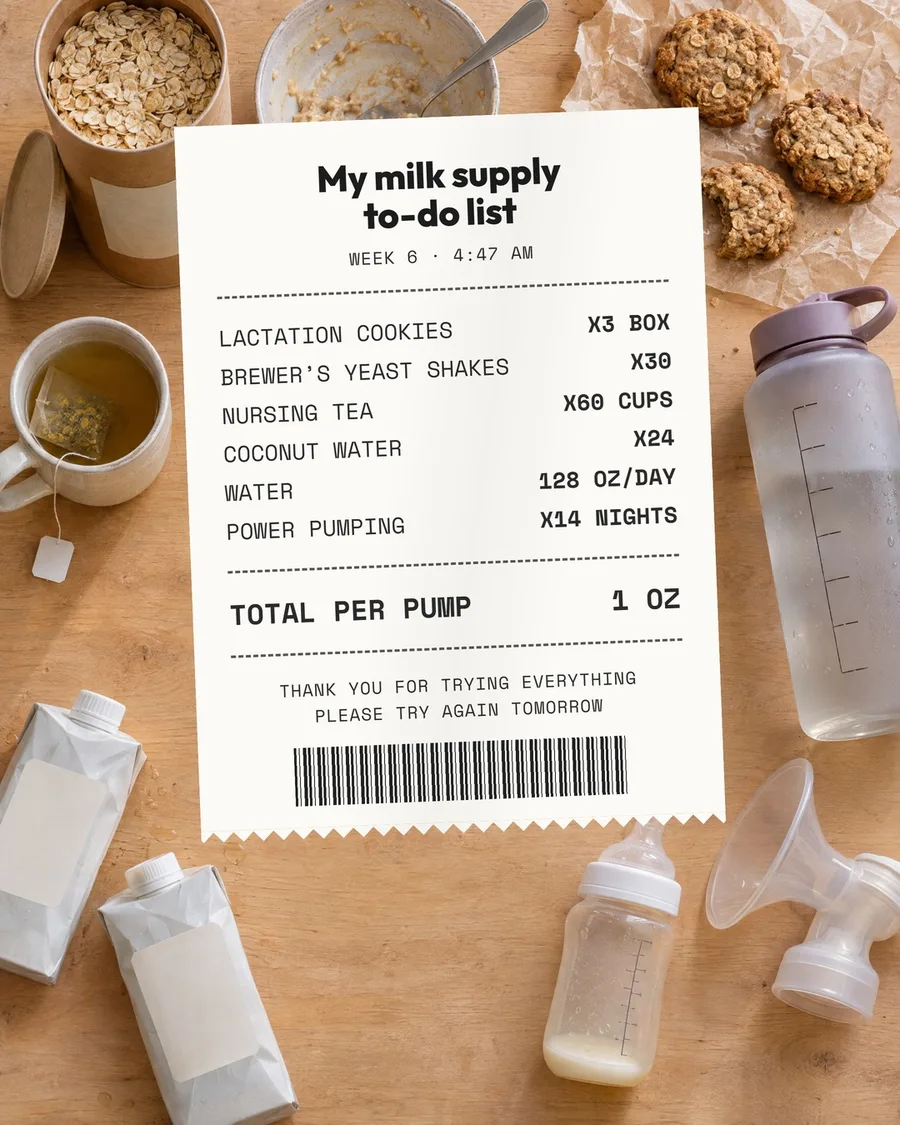 My milk supply
to-do list
WEEK 6 · 4:47 AM
LACTATION COOKIES X3 BOX
BREWER'S YEAST SHAKES X30
NURSING TEA X60 CUPS
COCONUT WATER X24
WATER 128 OZ/DAY
POWER PUMPING X14 NIGHTS
TOTAL PER PUMP 1 OZ
THANK YOU FOR TRYING EVERYTHING
PLEASE TRY AGAIN TOMORROW